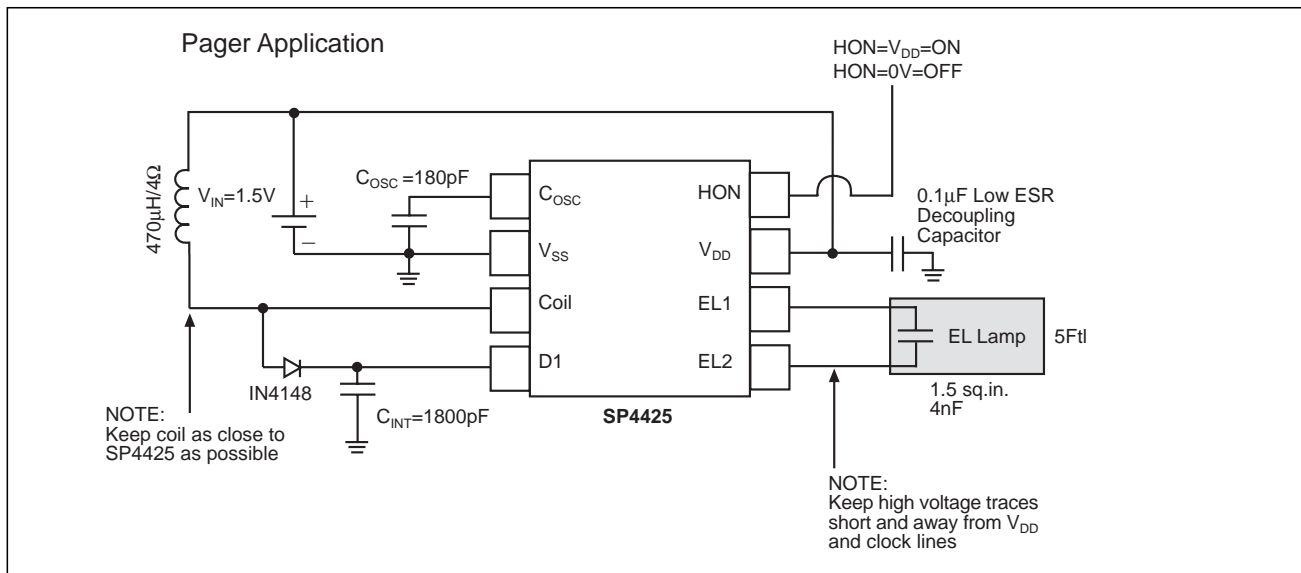 Pager Application
HON=V_DD=ON
HON=0V=OFF
470μH/4Ω
V_IN=1.5V
+
–
C_OSC =180pF
C_OSC
V_SS
Coil
D1
HON
V_DD
EL1
EL2
SP4425
0.1μF Low ESR
Decoupling
Capacitor
EL Lamp
5Ftl
1.5 sq.in.
4nF
IN4148
C_INT=1800pF
NOTE:
Keep coil as close to
SP4425 as possible
NOTE:
Keep high voltage traces
short and away from V_DD
and clock lines